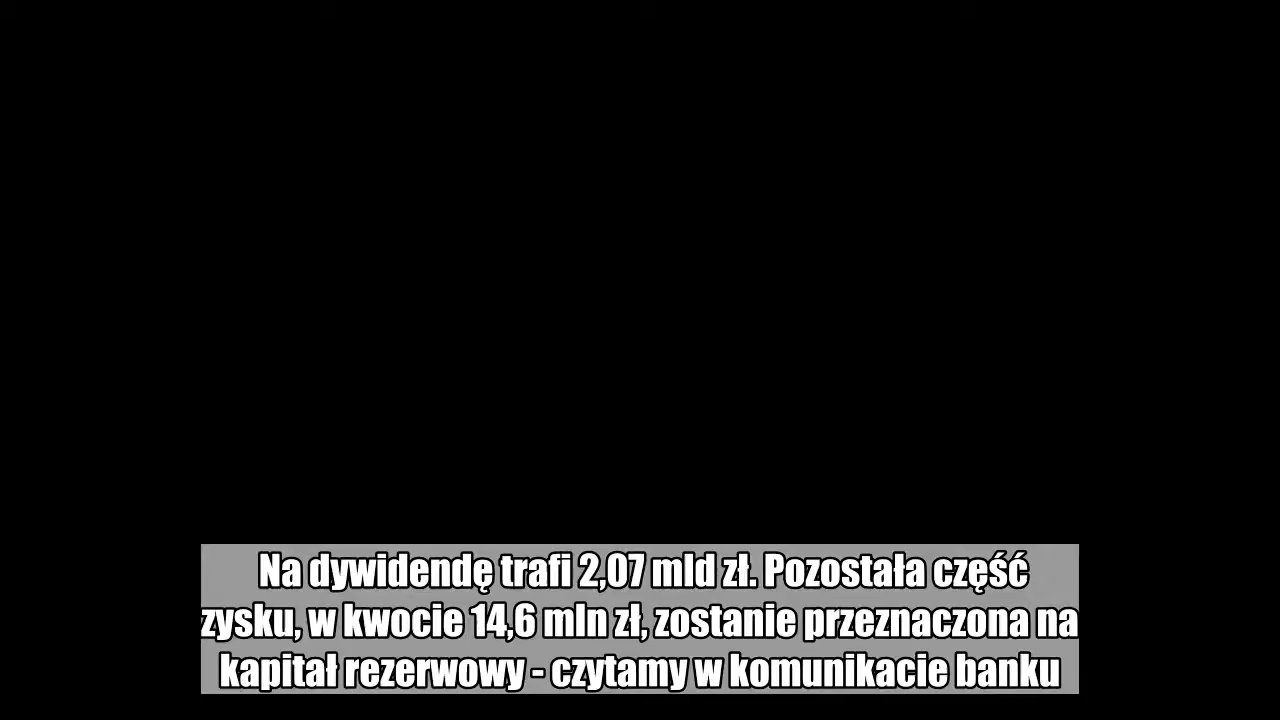 Na dywidendę trafi 2,07 mld zł. Pozostała część
zysku, w kwocie 14,6 mln zł, zostanie przeznaczona na
kapitał rezerwowy - czytamy w komunikacie banku